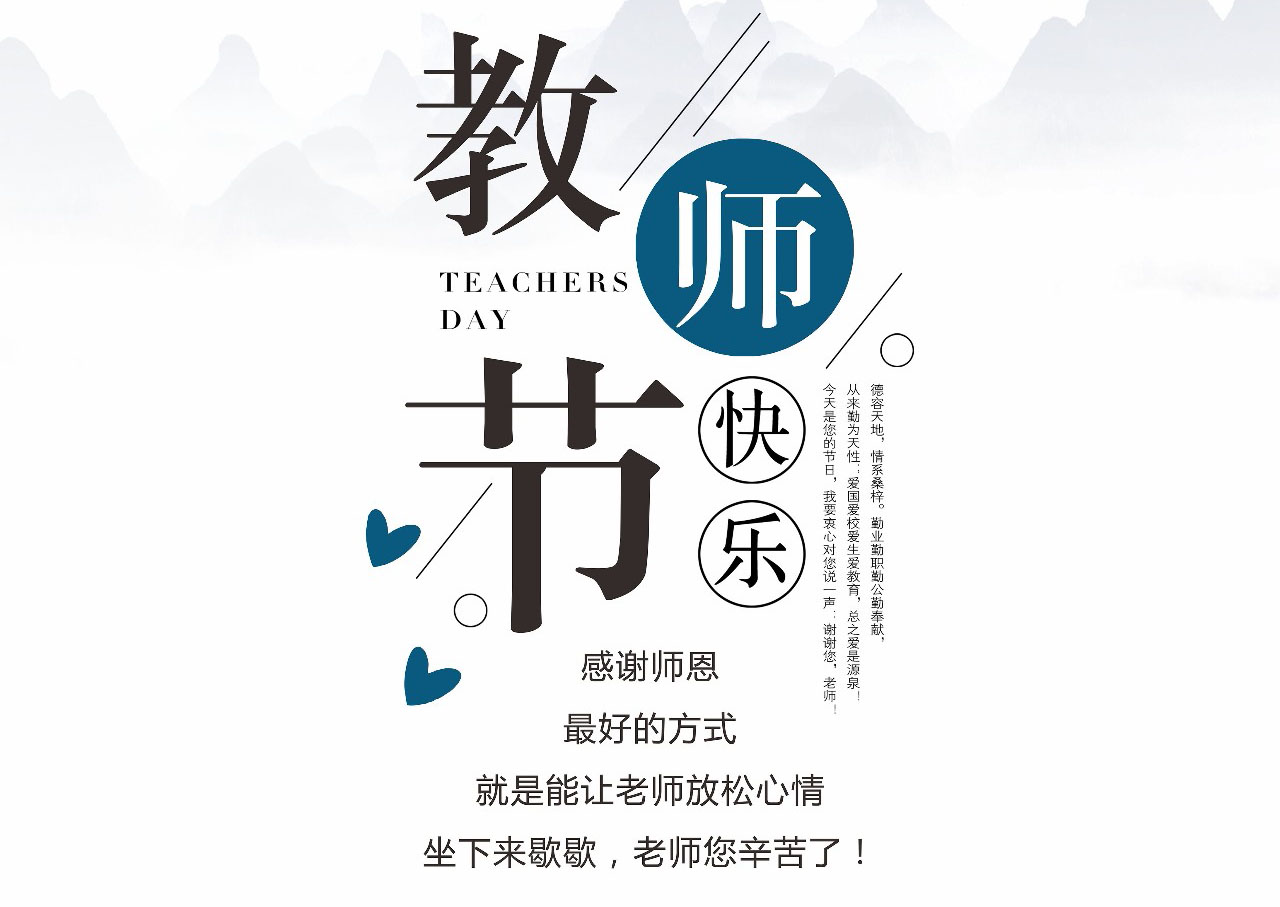 教师节
TEACHERS
DAY
快乐
德容天地，情系桑梓。勤业勤职勤公勤奉献，
从来勤为天性；爱国爱校爱生爱教育，总之爱是源泉！
今天是您的节日，我要衷心对您说一声：谢谢您，老师！
感谢师恩
最好的方式
就是能让老师放松心情
坐下来歇歇，老师您辛苦了！